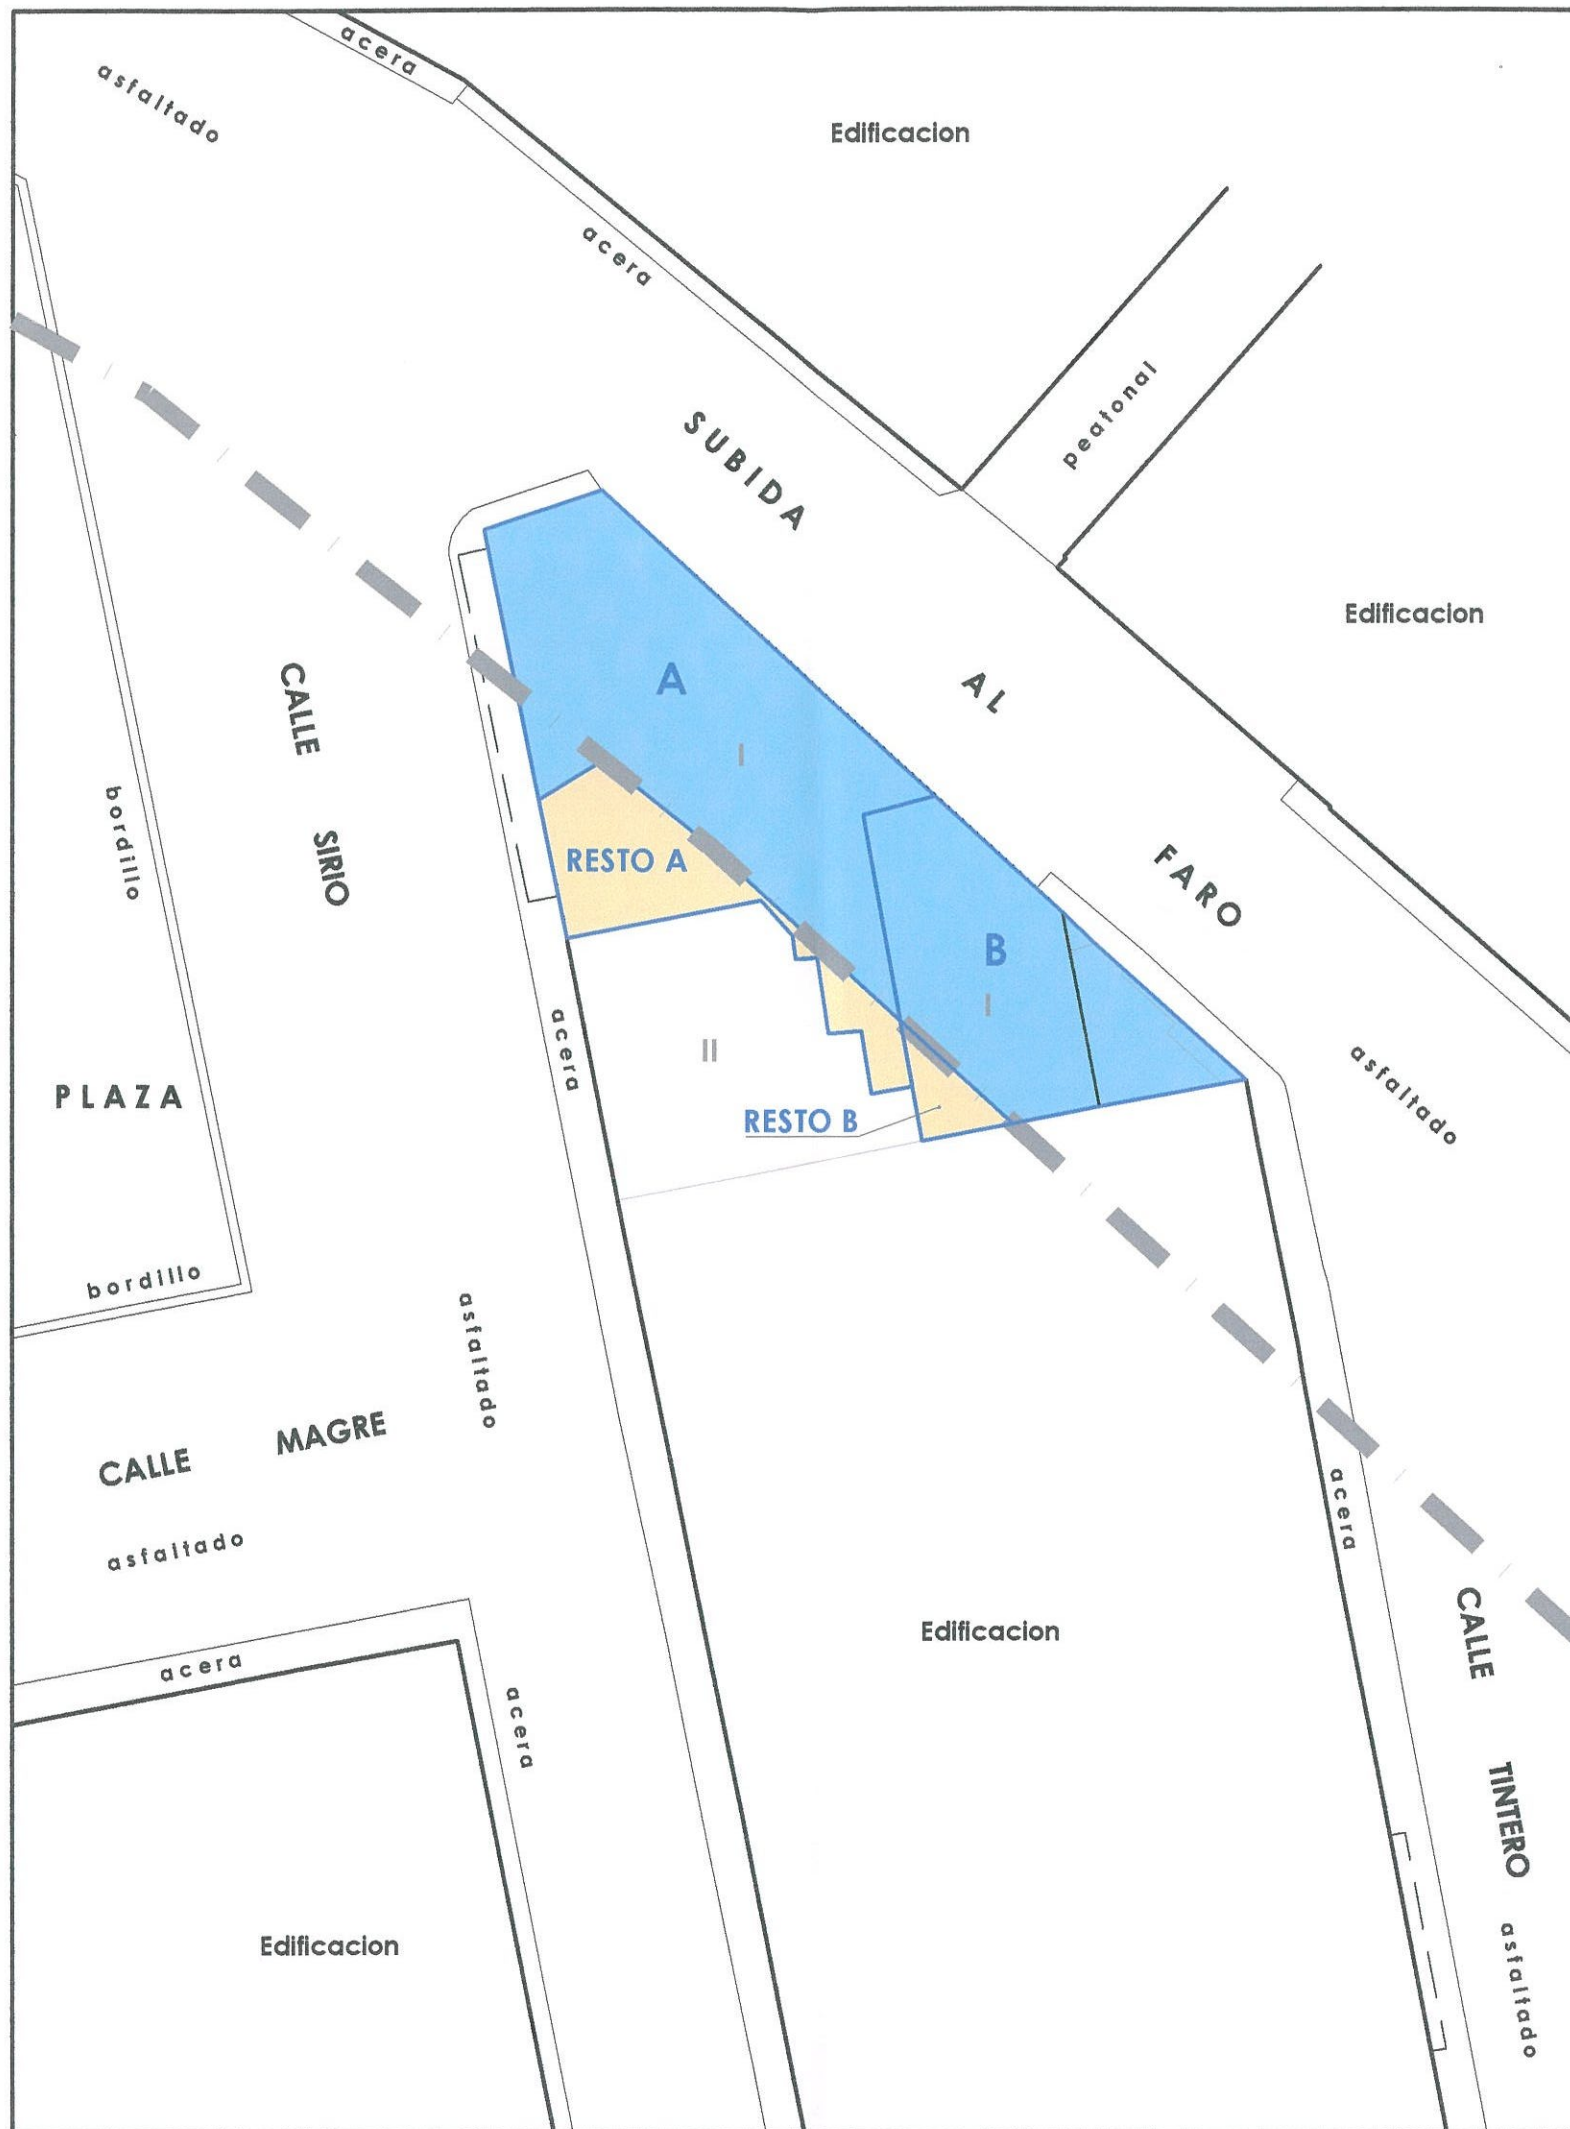 acera
asfaltado
Edificacion
acera
peatonal
SUBIDA
AL
FARO
Edificacion
CALLE
SIRIO
A
I
RESTO A
bordillo
B
I
acera
II
asfaltado
PLAZA
RESTO B
bordillo
asfaltado
CALLE MAGRE
asfaltado
acera
Edificacion
CALLE
TINTERO
acera
acera
Edificacion
asfaltado